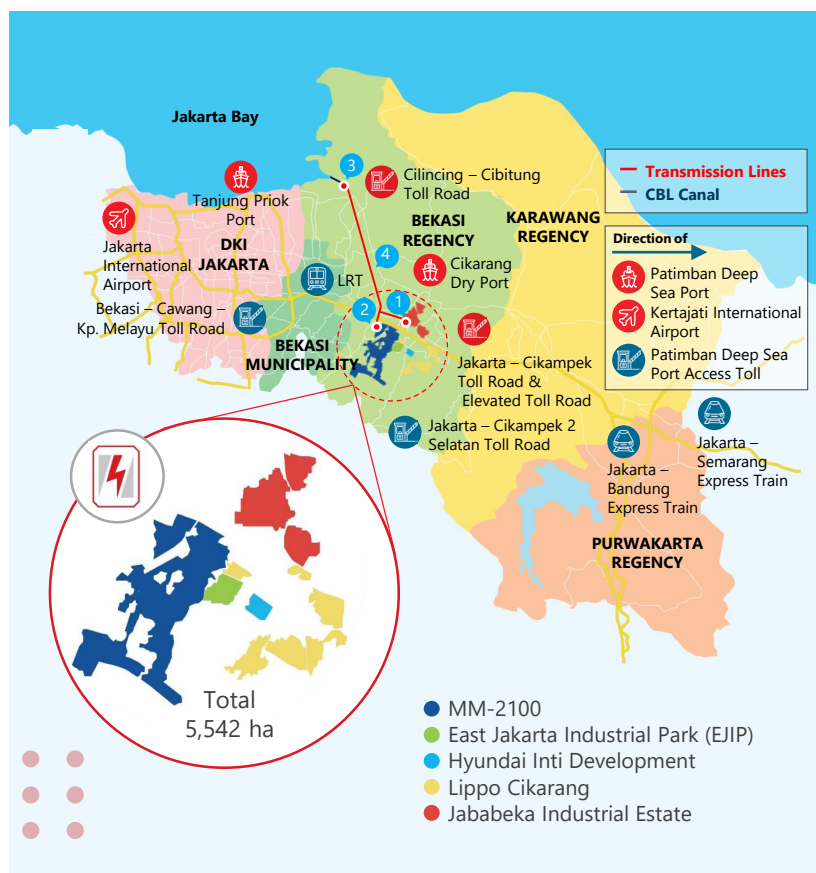 Jakarta Bay
3
Cilincing – Cibitung
Toll Road
Transmission Lines
CBL Canal
Tanjung Priok
Port
BEKASI
REGENCY
KARAWANG
REGENCY
Direction of
Jakarta
International
Airport
DKI
JAKARTA
4
Cikarang
Dry Port
Patimban Deep
Sea Port
LRT
Kertajati International
Airport
Bekasi – Cawang –
Kp. Melayu Toll Road
2
1
Patimban Deep Sea
Port Access Toll
BEKASI
MUNICIPALITY
Jakarta – Cikampek
Toll Road &
Elevated Toll Road
Jakarta – Cikampek 2
Selatan Toll Road
Jakarta –
Bandung
Express Train
Jakarta –
Semarang
Express Train
PURWAKARTA
REGENCY
Total
5,542 ha
MM-2100
East Jakarta Industrial Park (EJIP)
Hyundai Inti Development
Lippo Cikarang
Jababeka Industrial Estate